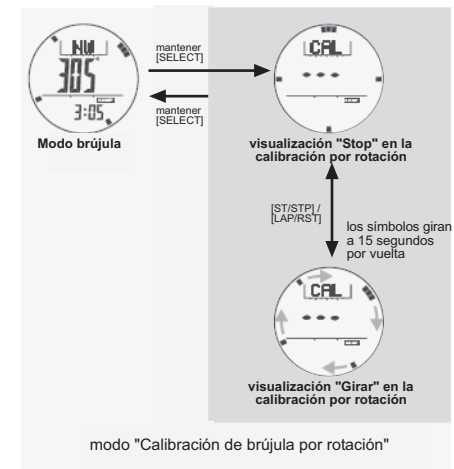 NW
305°
3:05
mantener
[SELECT]
mantener
[SELECT]
CAL
- - -
Modo brújula
visualización "Stop" en la
calibración por rotación
[ST/STP] /
[LAP/RST]
los símbolos giran
a 15 segundos
por vuelta
CAL
- - -
visualización "Girar" en la
calibración por rotación
modo "Calibración de brújula por rotación"